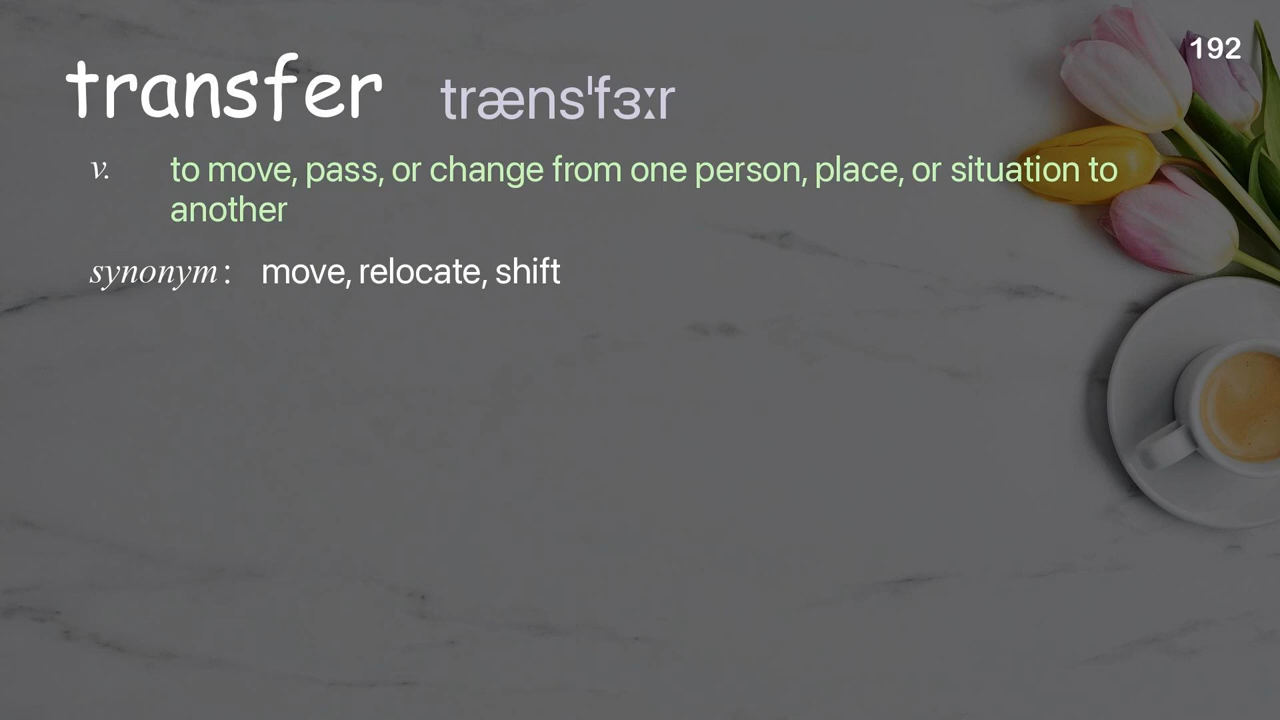 192
transfer trænsˈfɜːr
v. to move, pass, or change from one person, place, or situation to
another
synonym : move, relocate, shift